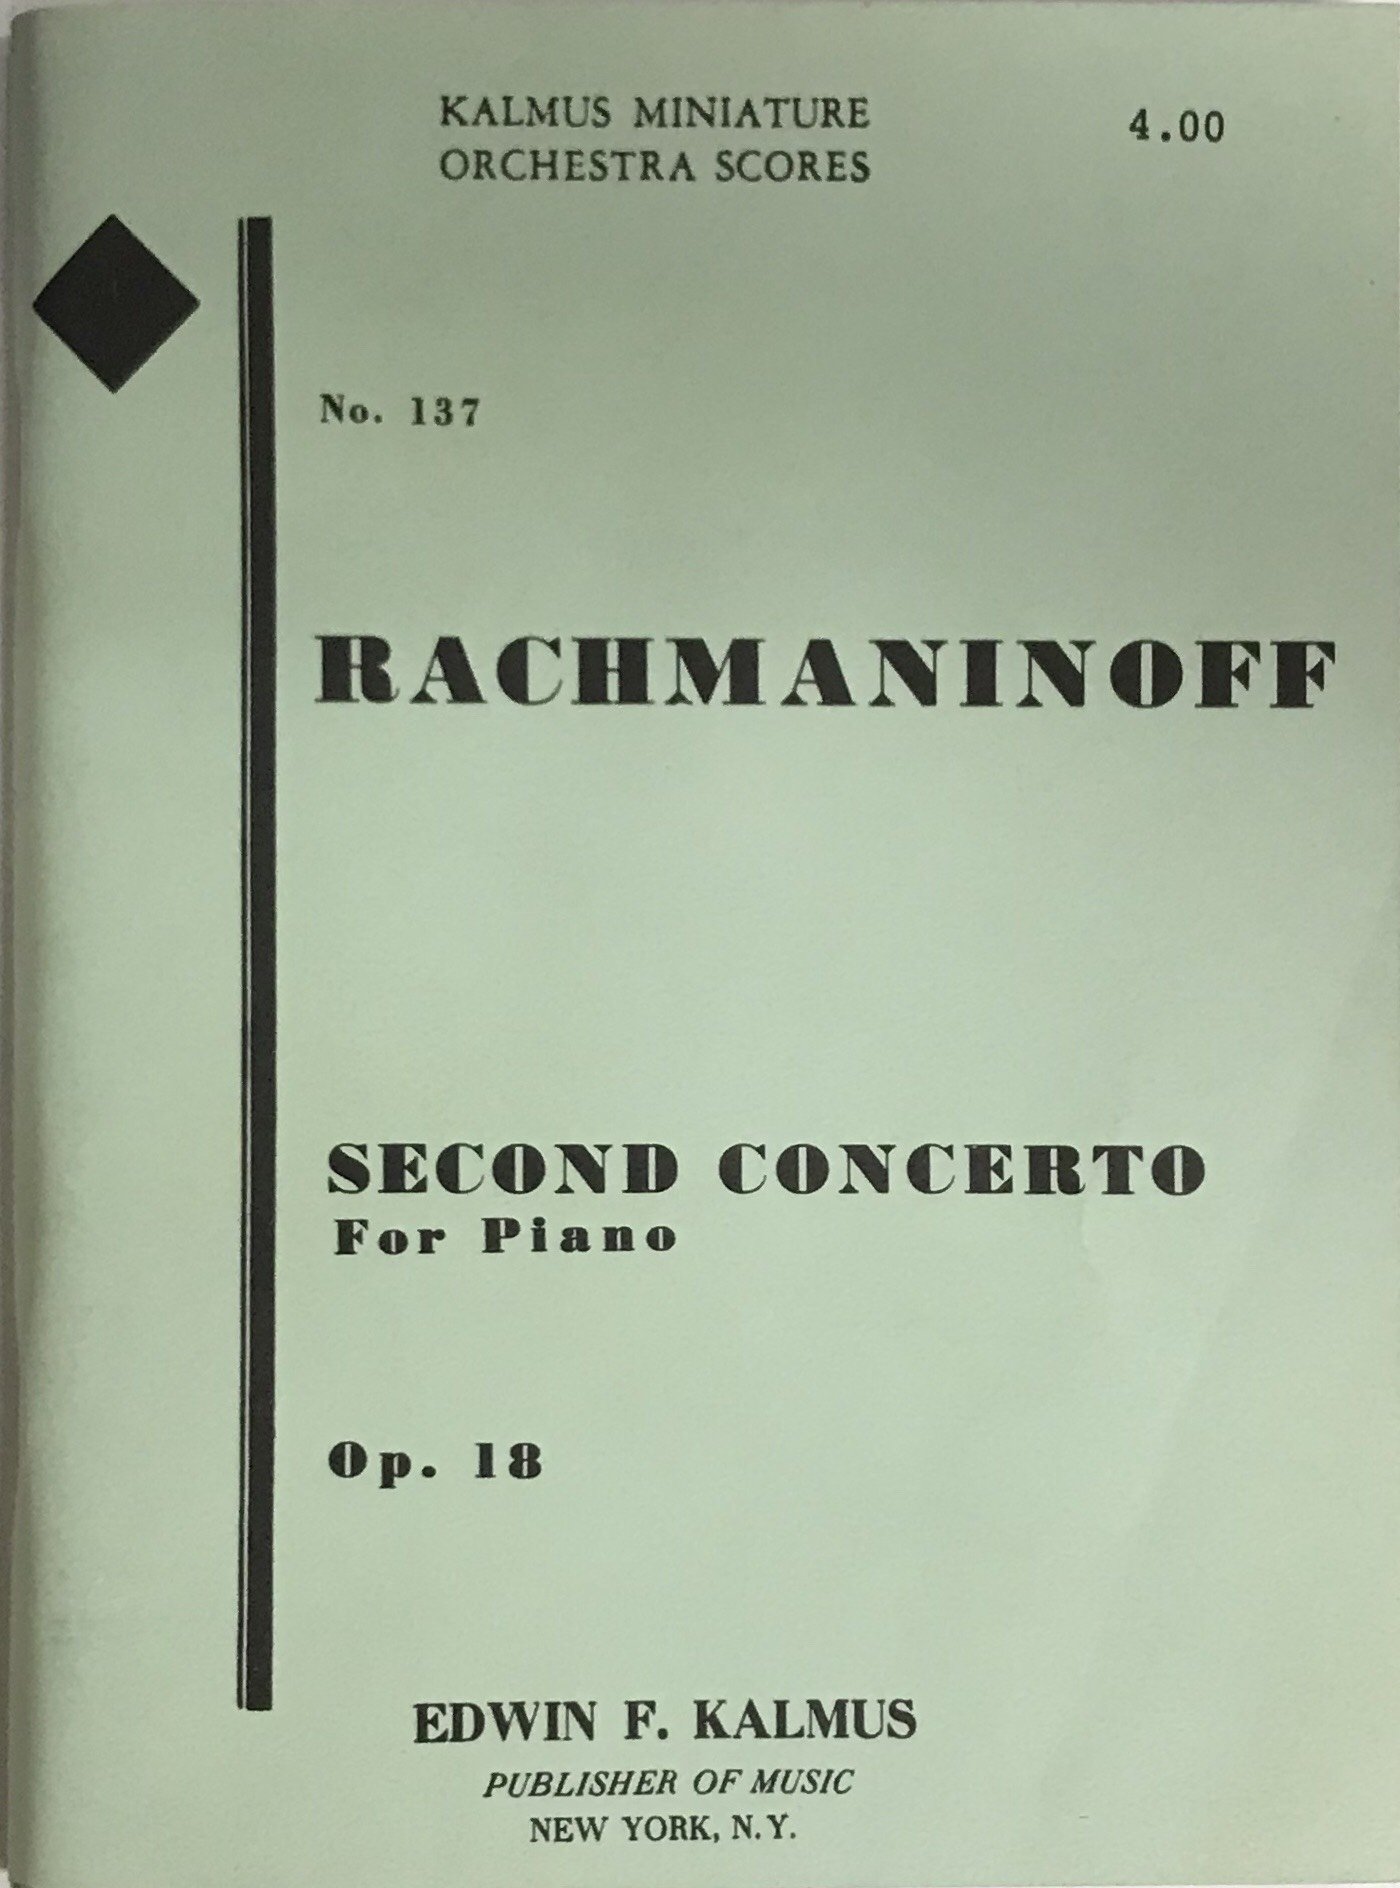 KALMUS MINIATURE
ORCHESTRA SCORES
4.00
No. 137
RACHMANINOFF
SECOND CONCERTO
For Piano
Op. 18
EDWIN F. KALMUS
PUBLISHER OF MUSIC
NEW YORK, N.Y.